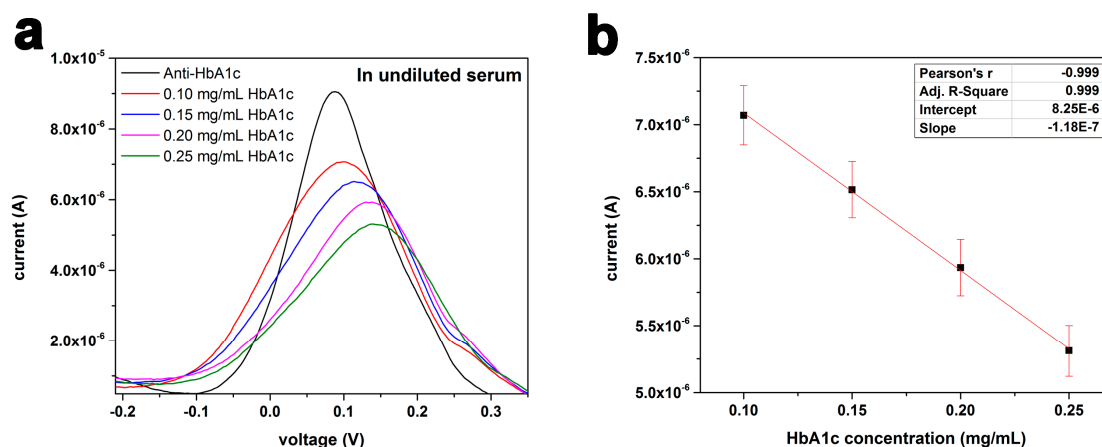 a
In undiluted serum
Anti-HbA1c
0.10 mg/mL HbA1c
0.15 mg/mL HbA1c
0.20 mg/mL HbA1c
0.25 mg/mL HbA1c
1.0x10⁻⁵
8.0x10⁻⁶
6.0x10⁻⁶
4.0x10⁻⁶
2.0x10⁻⁶
current (A)
-0.2 -0.1 0.0 0.1 0.2 0.3
voltage (V)
b
Pearson's r -0.999
Adj. R-Square 0.999
Intercept 8.25E-6
Slope -1.18E-7
7.5x10⁻⁶
7.0x10⁻⁶
6.5x10⁻⁶
6.0x10⁻⁶
5.5x10⁻⁶
5.0x10⁻⁶
current (A)
0.10 0.15 0.20 0.25
HbA1c concentration (mg/mL)